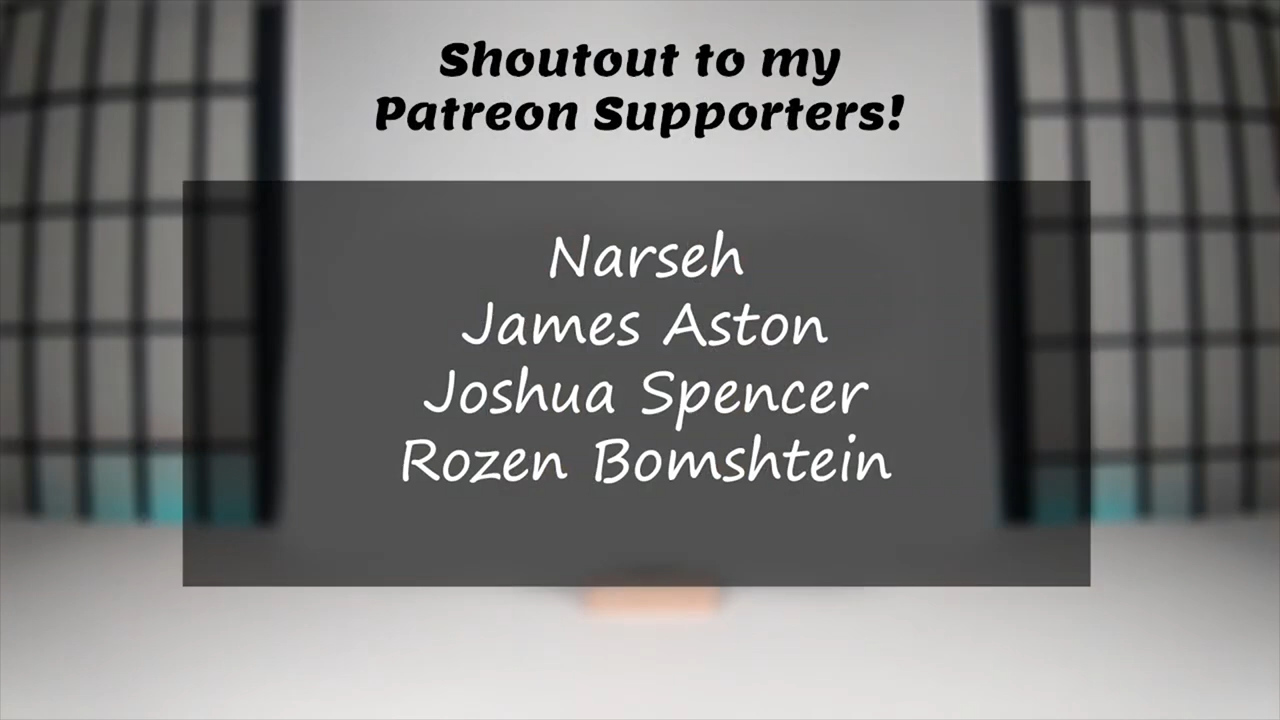 Shoutout to my
Patreon Supporters!
Narseh
James Aston
Joshua Spencer
Rozen Bomshtein